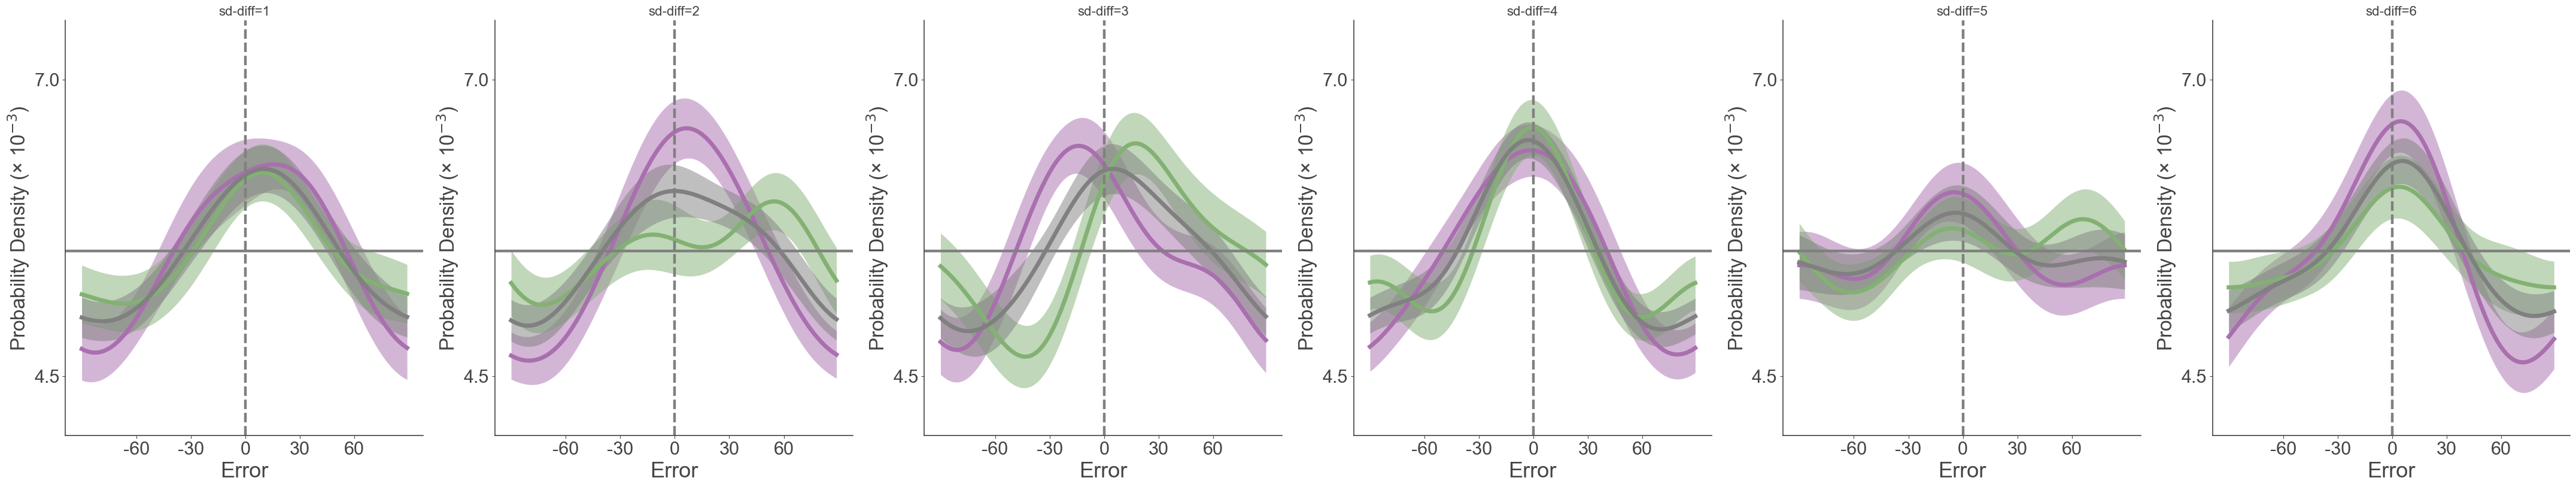 sd-diff=1
Probability Density (× 10⁻³)
7.0
4.5
-60 -30 0 30 60
Error
sd-diff=2
Probability Density (× 10⁻³)
7.0
4.5
-60 -30 0 30 60
Error
sd-diff=3
Probability Density (× 10⁻³)
7.0
4.5
-60 -30 0 30 60
Error
sd-diff=4
Probability Density (× 10⁻³)
7.0
4.5
-60 -30 0 30 60
Error
sd-diff=5
Probability Density (× 10⁻³)
7.0
4.5
-60 -30 0 30 60
Error
sd-diff=6
Probability Density (× 10⁻³)
7.0
4.5
-60 -30 0 30 60
Error